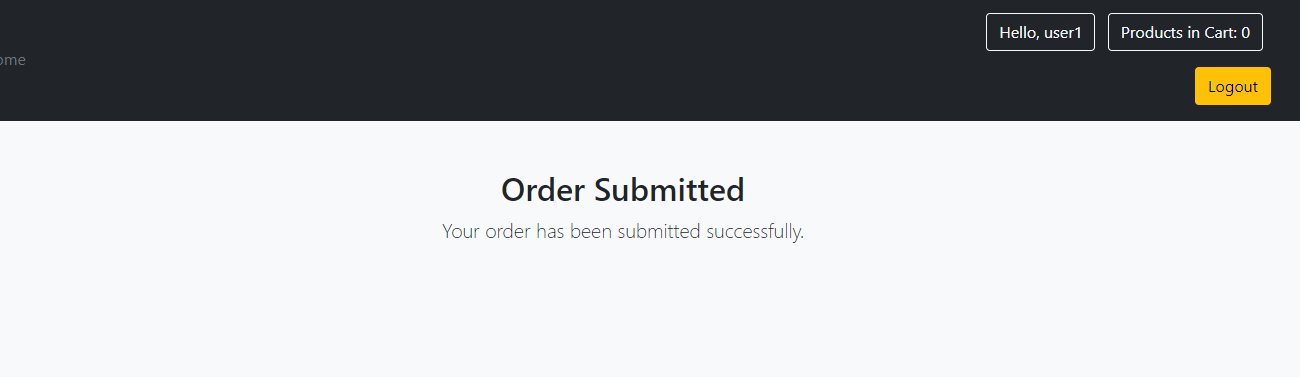 Hello, user1
Products in Cart: 0
ome
Logout
Order Submitted
Your order has been submitted successfully.